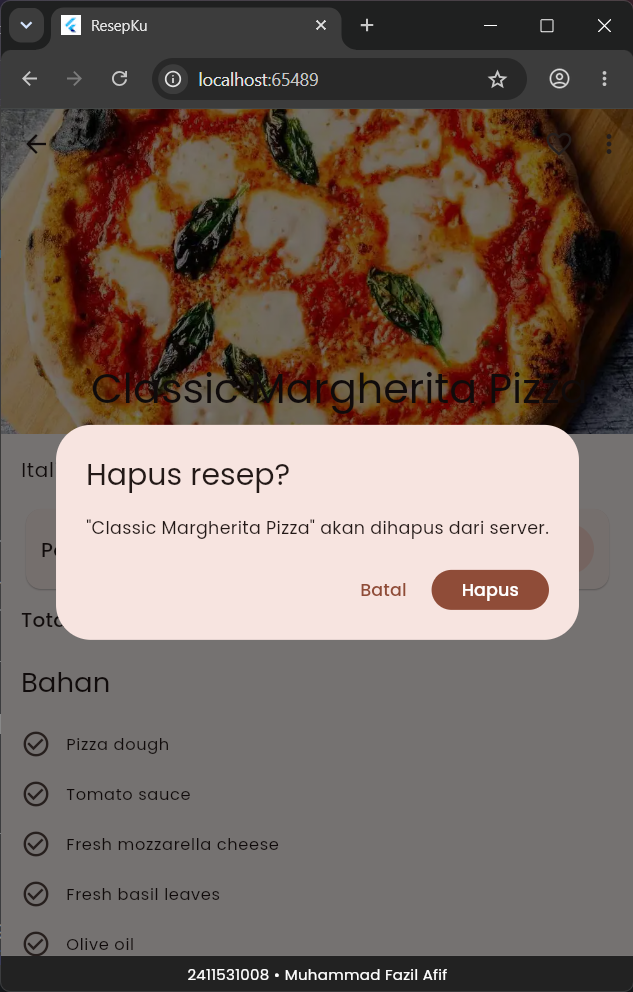 ResepKu
localhost:65489
Classic Margherita Pizza
Ital
Hapus resep?
"Classic Margherita Pizza" akan dihapus dari server.
Batal
Hapus
Bahan
Pizza dough
Tomato sauce
Fresh mozzarella cheese
Fresh basil leaves
Olive oil
2411531008 • Muhammad Fazil Afif